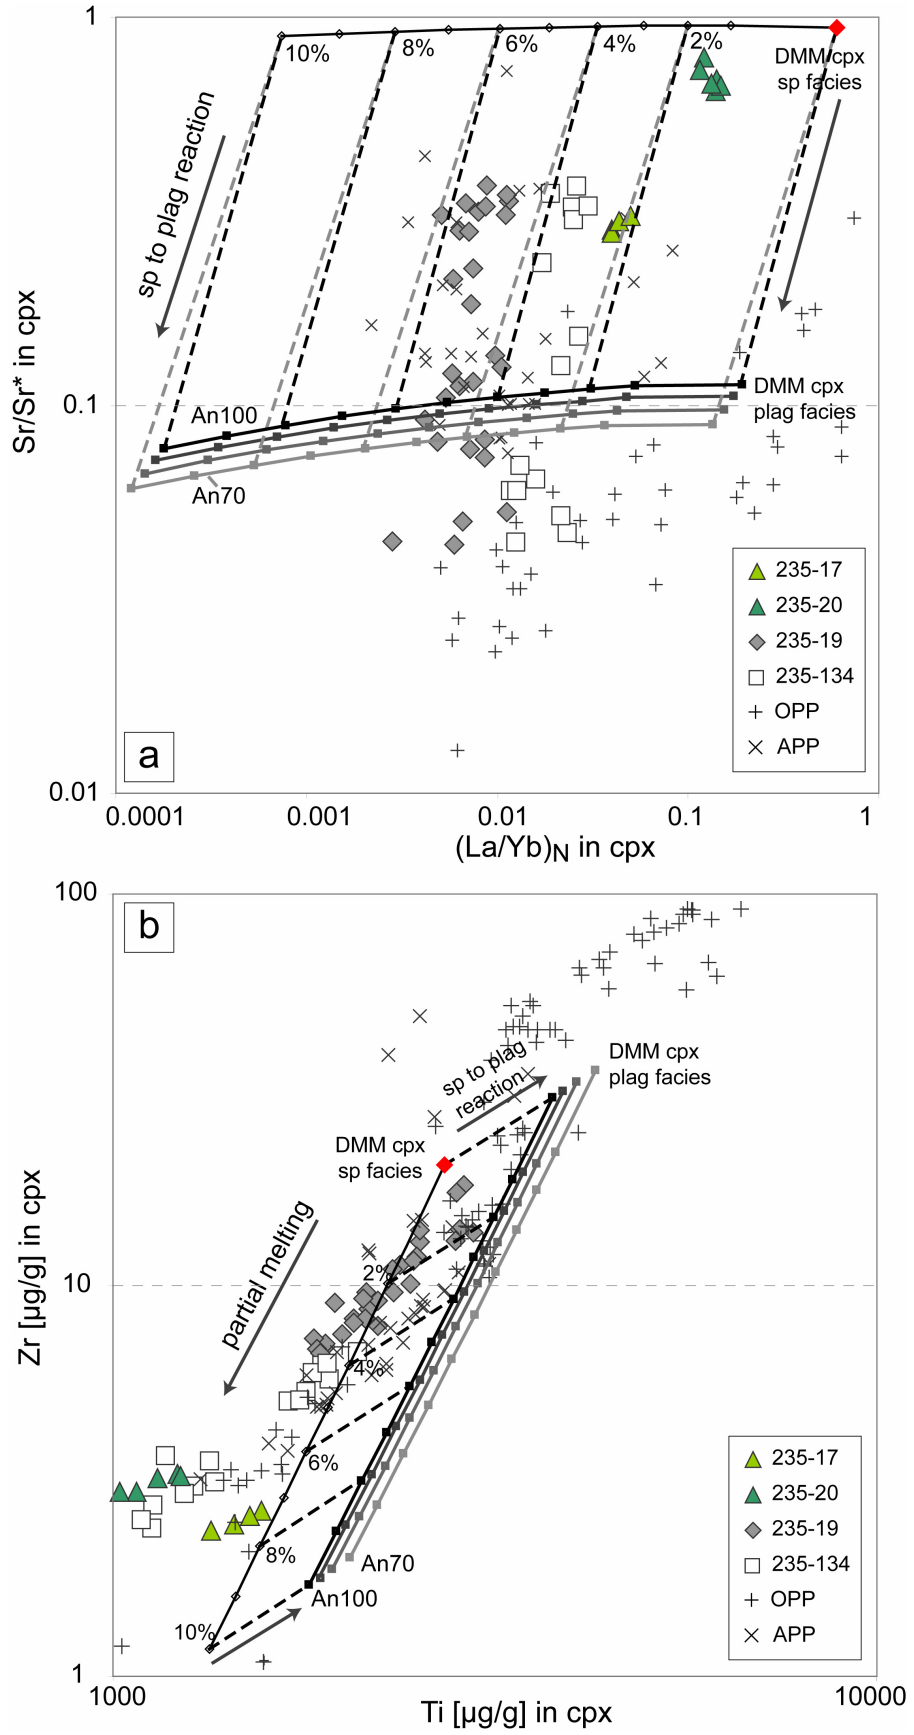 1
10%
8%
6%
4%
2%
DMM cpx
sp facies
sp to plag reaction
Sr/Sr* in cpx
0.1
An100
DMM cpx
plag facies
An70
235-17
235-20
235-19
235-134
OPP
APP
a
0.01
0.0001
0.001
0.01
0.1
1
(La/Yb)N in cpx
100
b
sp to plag
reaction
DMM cpx
plag facies
DMM cpx
sp facies
Zr [µg/g] in cpx
partial melting
2%
10
4%
6%
8%
An70
An100
10%
235-17
235-20
235-19
235-134
OPP
APP
1
1000
10000
Ti [µg/g] in cpx